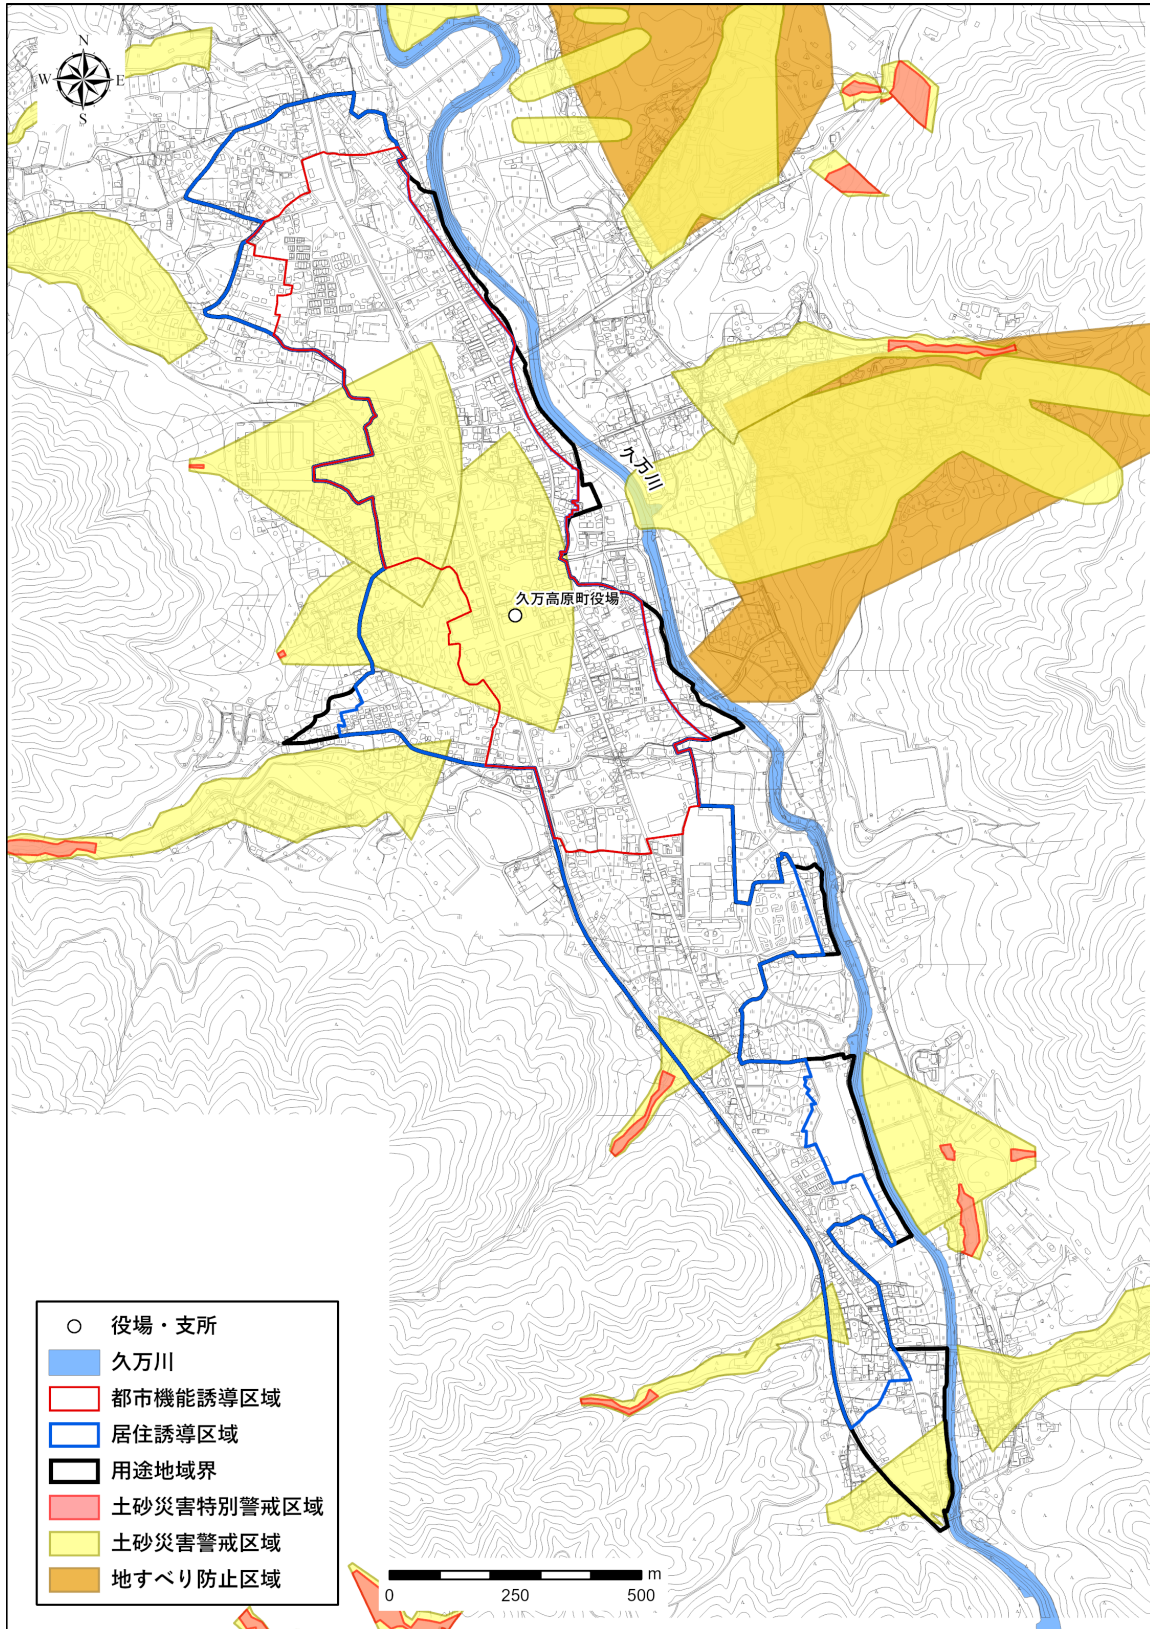 N
W E
S
久万川
久万高原町役場
役場・支所
久万川
都市機能誘導区域
居住誘導区域
用途地域界
土砂災害特別警戒区域
土砂災害警戒区域
地すべり防止区域
m
0 250 500